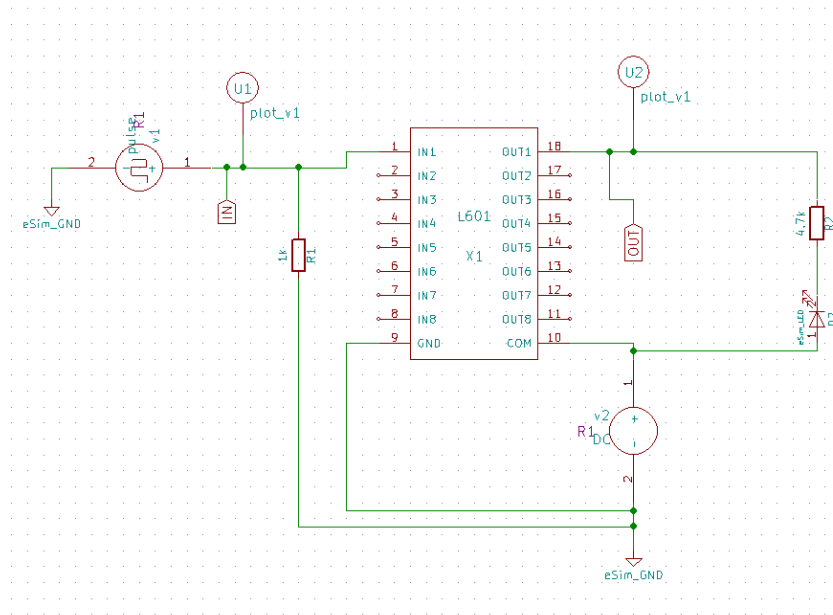 U1
plot_v1
R1
pulse
v1
2
1
eSim_GND
IN
1k
R1
1 IN1 OUT1 18
2 IN2 OUT2 17
3 IN3 OUT3 16
4 IN4 OUT4 15
5 IN5 OUT5 14
6 IN6 OUT6 13
7 IN7 OUT7 12
8 IN8 OUT8 11
9 GND COM 10
L601
X1
U2
plot_v1
OUT
4.7k
R2
eSim_LED
2
1
1
v2
R1
DC
+
-
2
eSim_GND